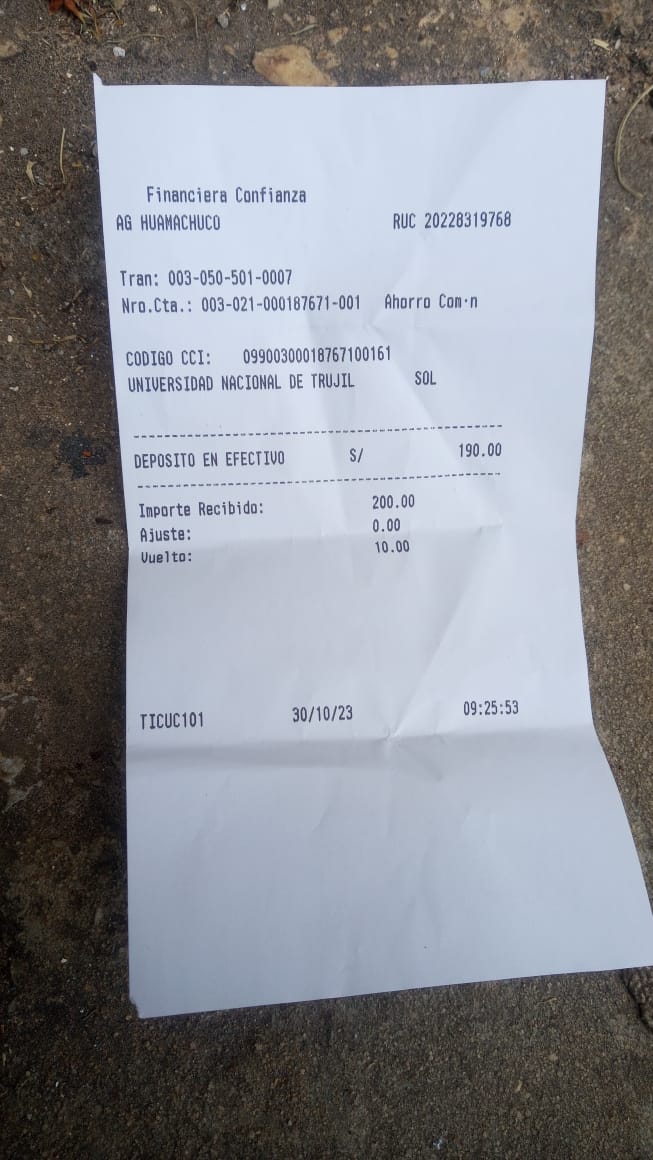 Financiera Confianza
AG HUAMACHUCO RUC 20228319768
Tran: 003-050-501-0007
Nro.Cta.: 003-021-000187671-001 Ahorro Com·n
CODIGO CCI: 09900300018767100161
UNIVERSIDAD NACIONAL DE TRUJIL SOL
DEPOSITO EN EFECTIVO S/ 190.00
Importe Recibido: 200.00
Ajuste: 0.00
Vuelto: 10.00
TICUC101 30/10/23 09:25:53